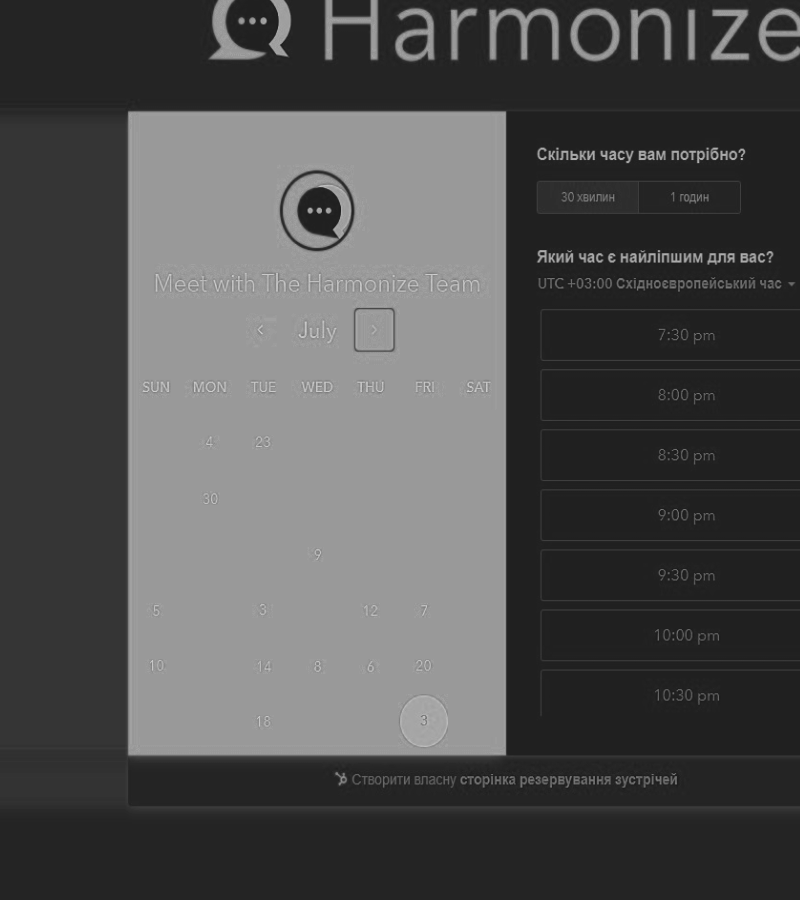 Harmonize
Meet with The Harmonize Team
July
SUN MON TUE WED THU FRI SAT
4 23
30
9
5 3 12 7
10 14 8 6 20
18 3
Скільки часу вам потрібно?
30 хвилин 1 годин
Який час є найліпшим для вас?
UTC +03:00 Східноєвропейський час
7:30 pm
8:00 pm
8:30 pm
9:00 pm
9:30 pm
10:00 pm
10:30 pm
Створити власну сторінка резервування зустрічей